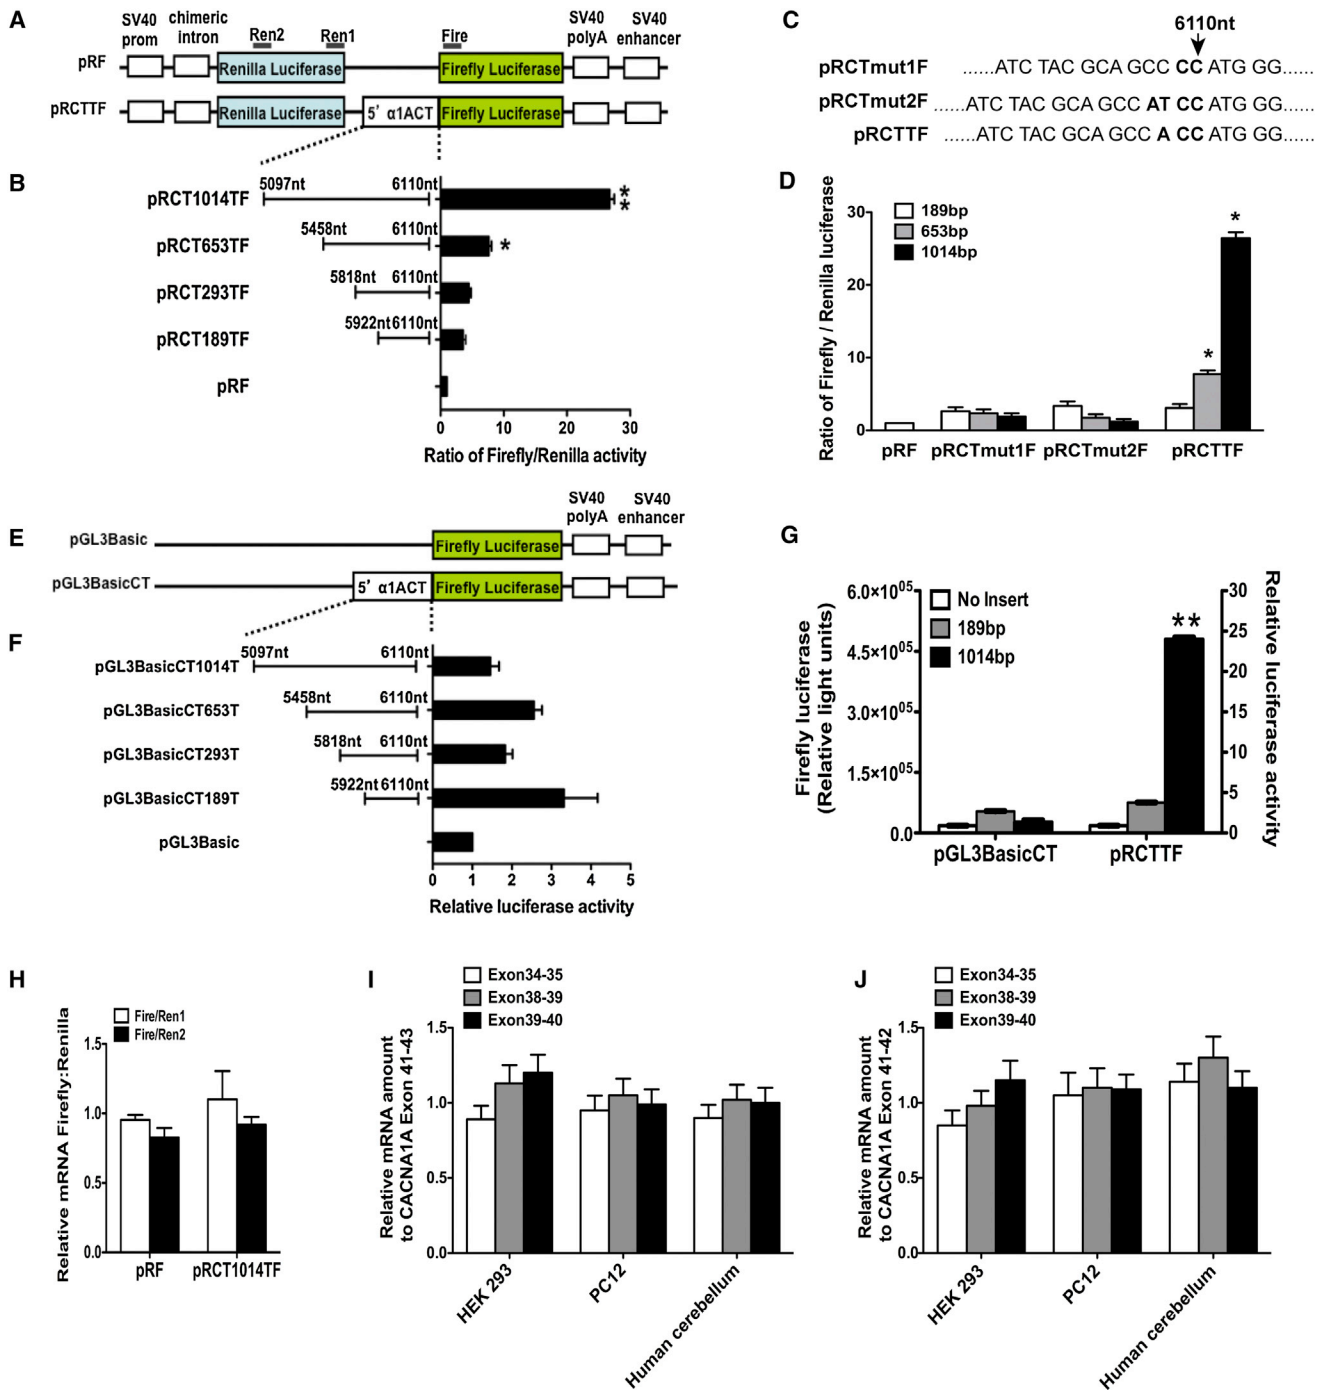 A
SV40 prom
chimeric intron
Ren2
Ren1
Fire
SV40 polyA
SV40 enhancer
pRF
Renilla Luciferase
Firefly Luciferase
pRCTTF
Renilla Luciferase
5' α1ACT
Firefly Luciferase
B
pRCT1014TF
5097nt
6110nt
**
pRCT653TF
5458nt
6110nt
*
pRCT293TF
5818nt
6110nt
pRCT189TF
5922nt
6110nt
pRF
0
10
20
30
Ratio of Firefly/Renilla activity
C
6110nt
pRCTmut1F ......ATC TAC GCA GCC CC ATG GG......
pRCTmut2F ......ATC TAC GCA GCC AT CC ATG GG......
pRCTTF ......ATC TAC GCA GCC A CC ATG GG......
D
Ratio of Firefly / Renilla luciferase
30
20
10
0
189bp
653bp
1014bp
*
*
pRF
pRCTmut1F
pRCTmut2F
pRCTTF
E
SV40 polyA
SV40 enhancer
pGL3Basic
Firefly Luciferase
pGL3BasicCT
5' α1ACT
Firefly Luciferase
F
pGL3BasicCT1014T
5097nt
6110nt
pGL3BasicCT653T
5458nt
6110nt
pGL3BasicCT293T
5818nt
6110nt
pGL3BasicCT189T
5922nt
6110nt
pGL3Basic
0
1
2
3
4
5
Relative luciferase activity
G
Firefly luciferase
(Relative light units)
6.0×10⁰⁵
4.5×10⁰⁵
3.0×10⁰⁵
1.5×10⁰⁵
0.0
No Insert
189bp
1014bp
**
30
25
20
15
10
5
0
Relative luciferase activity
pGL3BasicCT
pRCTTF
H
Relative mRNA Firefly:Renilla
Fire/Ren1
Fire/Ren2
1.5
1.0
0.5
0.0
pRF
pRCT1014TF
I
Relative mRNA amount
to CACNA1A Exon 41-43
Exon34-35
Exon38-39
Exon39-40
1.5
1.0
0.5
0.0
HEK 293
PC12
Human cerebellum
J
Relative mRNA amount
to CACNA1A Exon 41-42
Exon34-35
Exon38-39
Exon39-40
1.5
1.0
0.5
0.0
HEK 293
PC12
Human cerebellum